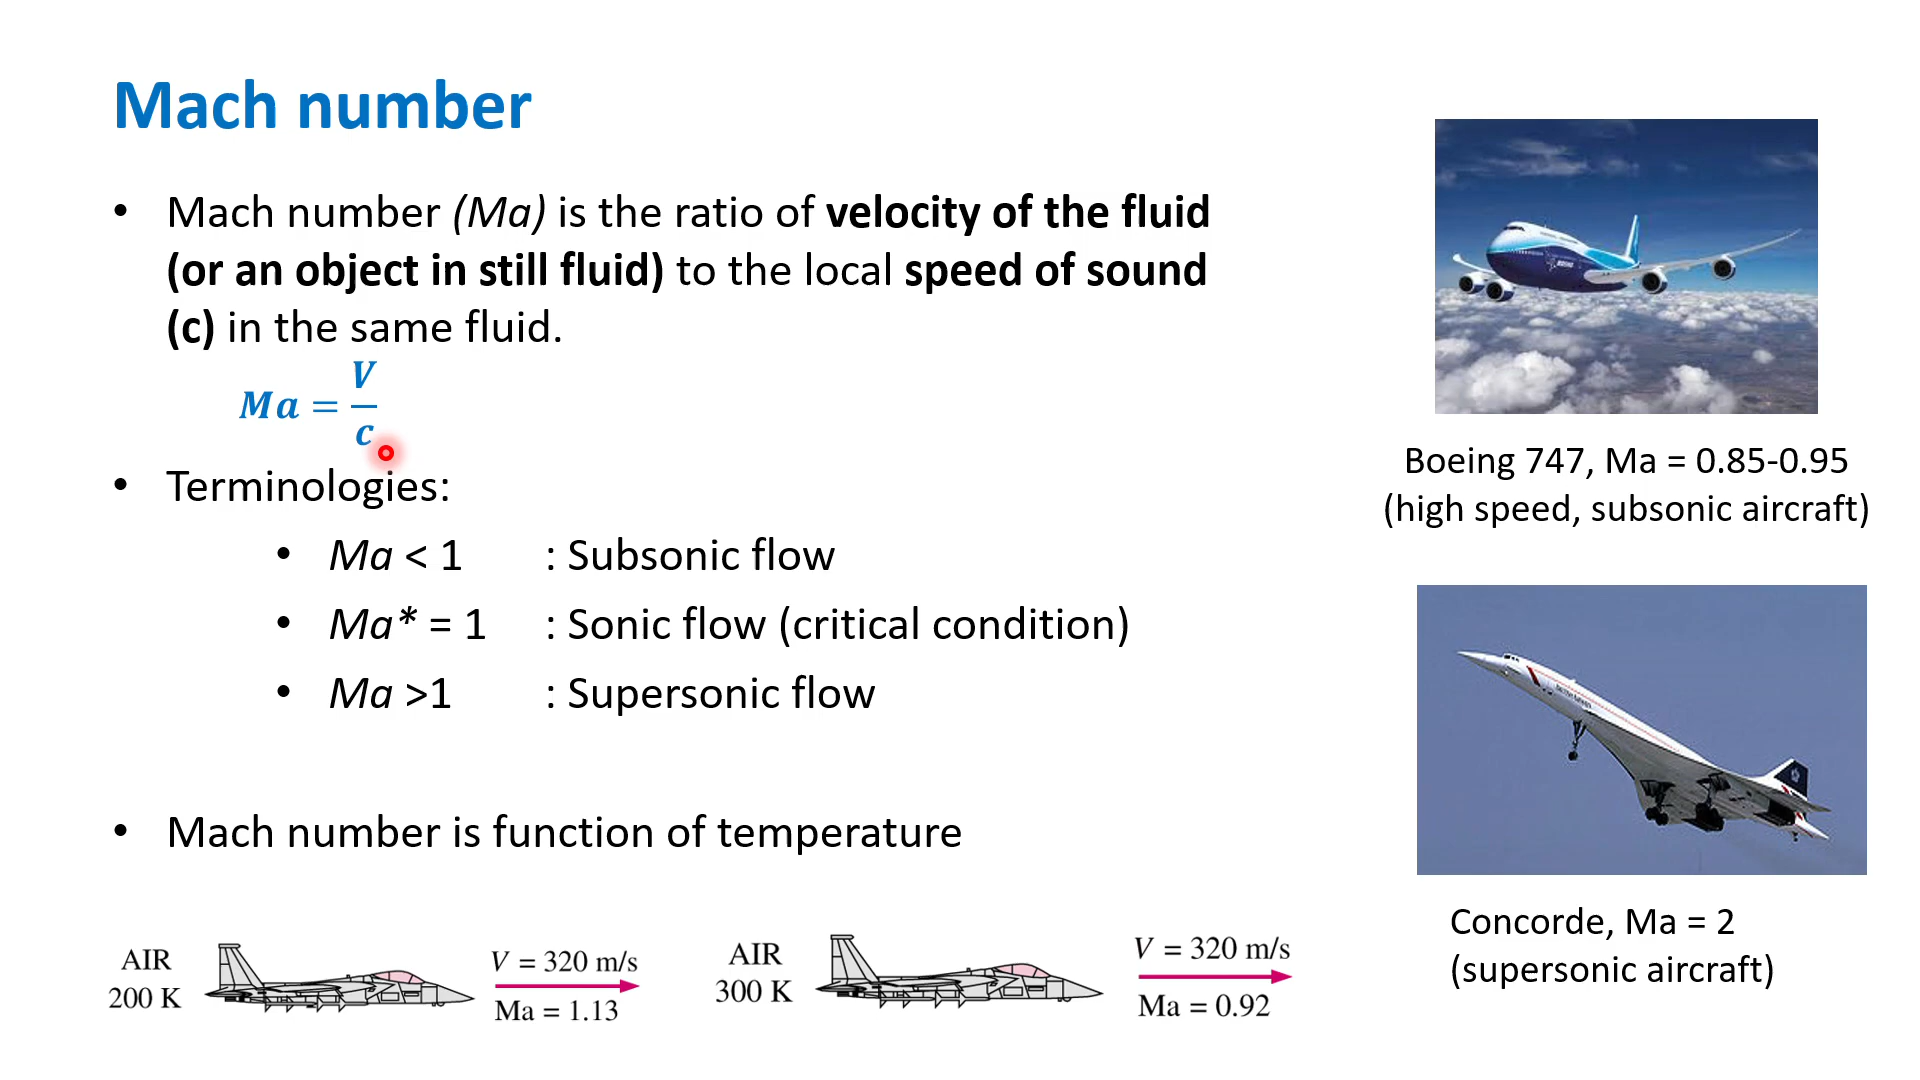 Mach number
• Mach number (Ma) is the ratio of velocity of the fluid
(or an object in still fluid) to the local speed of sound
(c) in the same fluid.
Ma = V/c
• Terminologies:
• Ma < 1 : Subsonic flow
• Ma* = 1 : Sonic flow (critical condition)
• Ma >1 : Supersonic flow
• Mach number is function of temperature
AIR
200 K
V = 320 m/s
Ma = 1.13
AIR
300 K
V = 320 m/s
Ma = 0.92
Boeing 747, Ma = 0.85-0.95
(high speed, subsonic aircraft)
Concorde, Ma = 2
(supersonic aircraft)